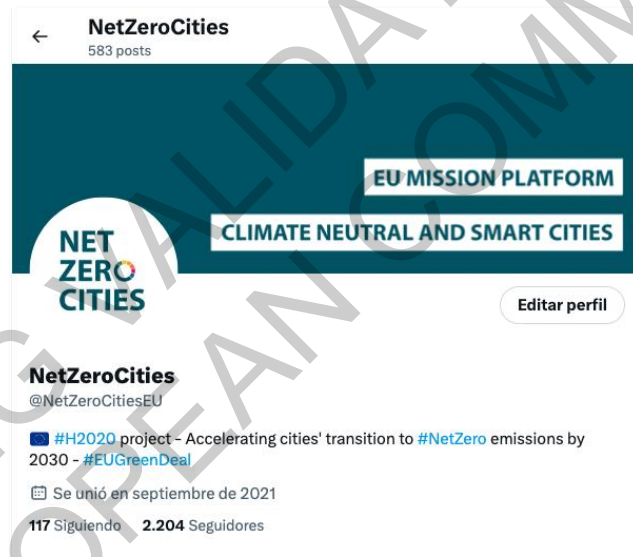 NetZeroCities
583 posts
EU MISSION PLATFORM
CLIMATE NEUTRAL AND SMART CITIES
NET
ZERO
CITIES
Editar perfil
NetZeroCities
@NetZeroCitiesEU
🇪🇺 #H2020 project - Accelerating cities' transition to #NetZero emissions by
2030 - #EUGreenDeal
Se unió en septiembre de 2021
117 Siguiendo 2.204 Seguidores